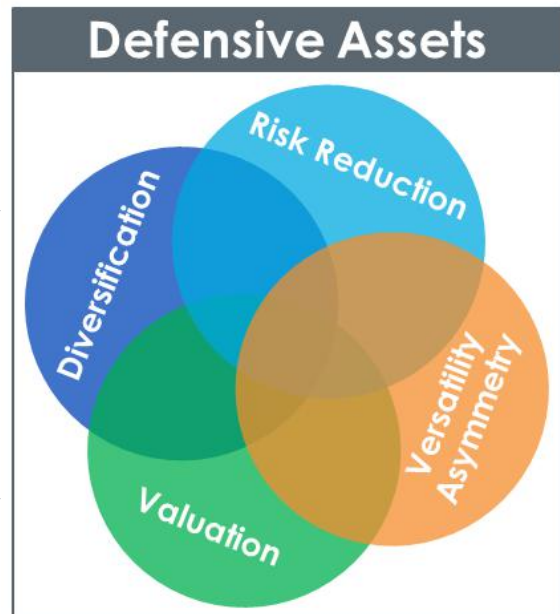 Defensive Assets
Risk Reduction
Diversification
Versatility
Asymmetry
Valuation